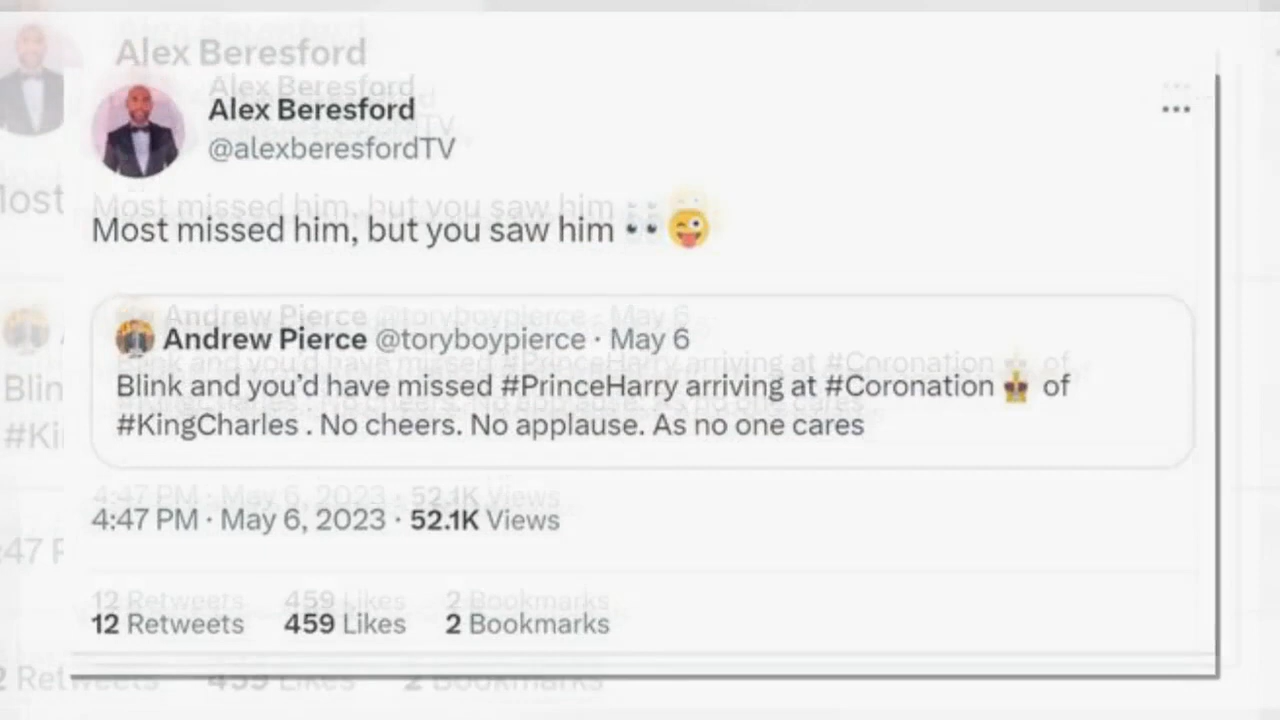 Alex Beresford
@alexberesfordTV
Most missed him, but you saw him 👀😜
Andrew Pierce @toryboypierce · May 6
Blink and you'd have missed #PrinceHarry arriving at #Coronation of
#KingCharles . No cheers. No applause. As no one cares
4:47 PM · May 6, 2023 · 52.1K Views
12 Retweets 459 Likes 2 Bookmarks